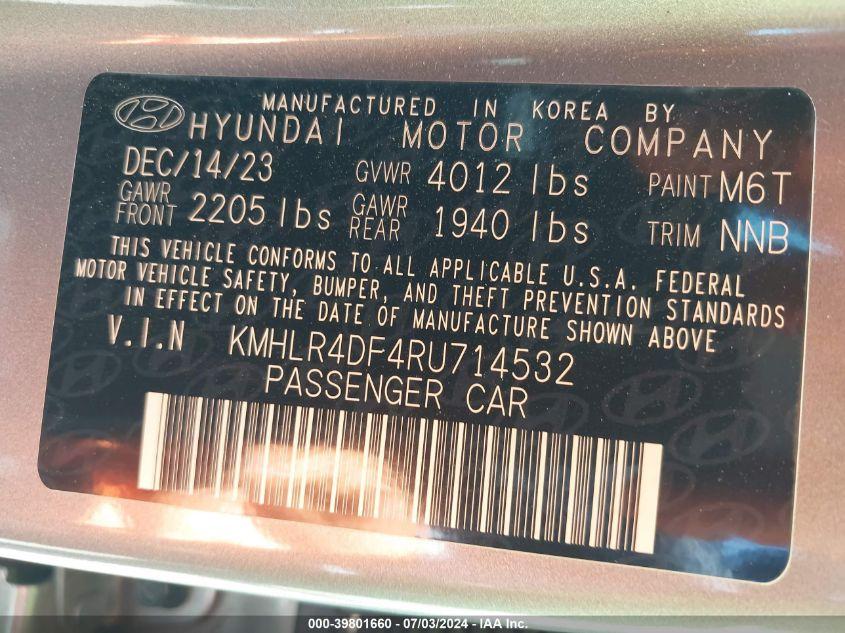 MANUFACTURED IN KOREA BY
HYUNDAI MOTOR COMPANY
DEC/14/23 GVWR 4012 lbs PAINT M6T
GAWR FRONT 2205 lbs GAWR REAR 1940 lbs TRIM NNB
THIS VEHICLE CONFORMS TO ALL APPLICABLE U.S.A. FEDERAL
MOTOR VEHICLE SAFETY, BUMPER, AND THEFT PREVENTION STANDARDS
IN EFFECT ON THE DATE OF MANUFACTURE SHOWN ABOVE
V.I.N KMHLR4DF4RU714532
PASSENGER CAR
000-39801660 / 07/03/2024 - IAA Inc.